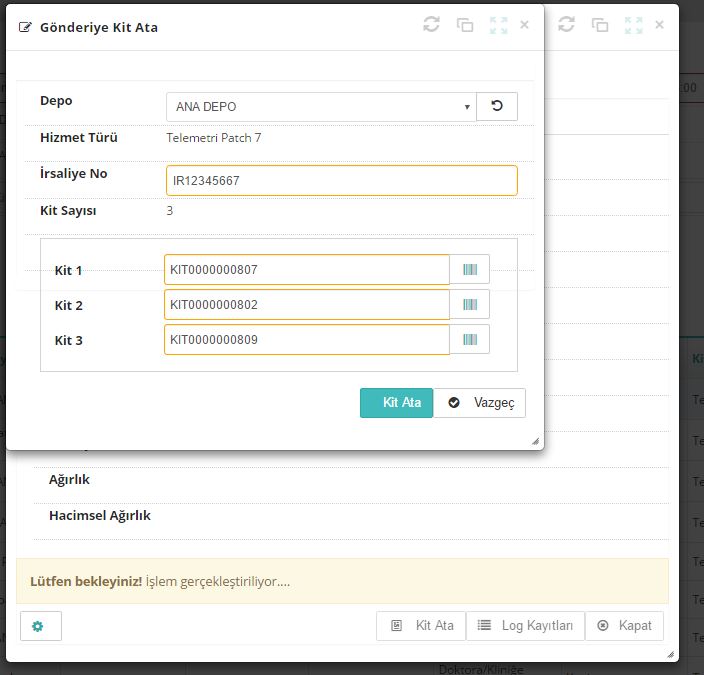 Gönderiye Kit Ata
Depo
ANA DEPO
Hizmet Türü
Telemetri Patch 7
İrsaliye No
IR12345667
Kit Sayısı
3
Kit 1
KIT0000000807
Kit 2
KIT0000000802
Kit 3
KIT0000000809
Kit Ata
Vazgeç
Ağırlık
Hacimsel Ağırlık
Lütfen bekleyiniz! İşlem gerçekleştiriliyor....
Kit Ata
Log Kayıtları
Kapat
Doktora/Kliniğe